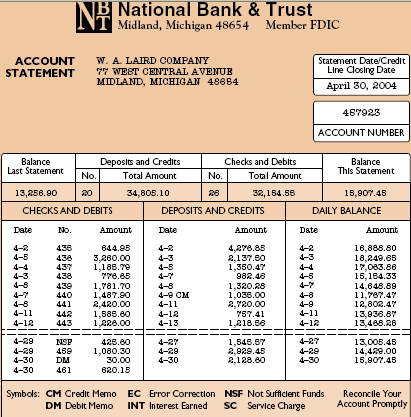 NBT
National Bank & Trust
Midland, Michigan 48654 Member FDIC
ACCOUNT STATEMENT
W. A. LAIRD COMPANY
77 WEST CENTRAL AVENUE
MIDLAND, MICHIGAN 48654
Statement Date/Credit
Line Closing Date
April 30, 2004
457923
ACCOUNT NUMBER
Balance Last Statement Deposits and Credits Checks and Debits Balance This Statement
No. Total Amount No. Total Amount
13,256.90 20 34,805.10 26 32,154.55 15,907.45
CHECKS AND DEBITS DEPOSITS AND CREDITS DAILY BALANCE
Date No. Amount Date Amount Date Amount
4–2 435 644.95 4–2 4,276.85 4–2 16,888.80
4–5 436 3,260.00 4–3 2,137.50 4–3 18,249.65
4–4 437 1,185.79 4–5 1,350.47 4–4 17,063.86
4–3 438 776.65 4–7 982.46 4–5 15,154.33
4–6 439 1,781.70 4–8 1,320.28 4–7 14,648.89
4–7 440 1,487.90 4–9 CM 1,035.00 4–8 11,767.47
4–8 441 2,420.00 4–11 2,720.00 4–9 12,802.47
4–11 442 1,585.60 4–12 757.41 4–11 13,936.87
4–12 443 1,226.00 4–13 1,218.56 4–12 13,468.28
4–29 NSF 425.60 4–27 1,545.57 4–27 13,005.45
4–29 459 1,080.30 4–29 2,929.45 4–29 14,429.00
4–30 DM 30.00 4–30 2,128.60 4–30 15,907.45
4–30 461 620.15
Symbols: CM Credit Memo EC Error Correction NSF Not Sufficient Funds Reconcile Your
DM Debit Memo INT Interest Earned SC Service Charge Account Promptly